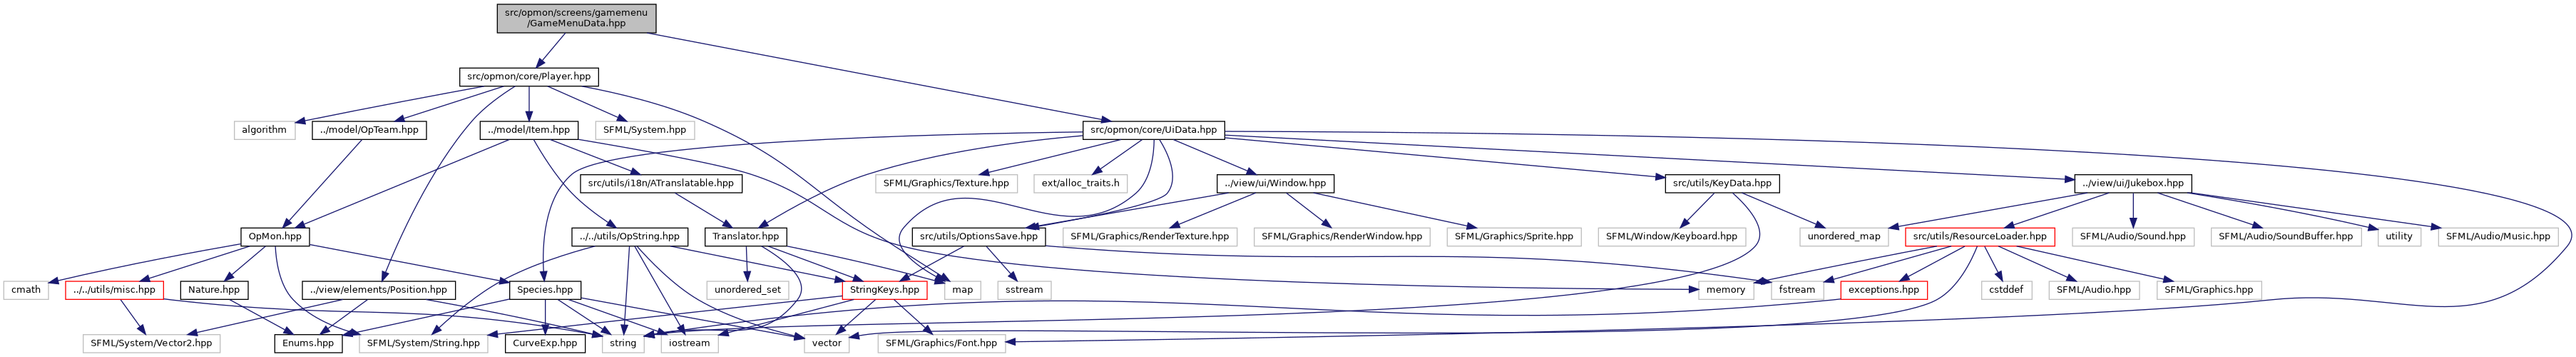 src/opmon/screens/gamemenu
/GameMenuData.hpp
src/opmon/core/Player.hpp
algorithm
../model/OpTeam.hpp
../model/Item.hpp
SFML/System.hpp
src/opmon/core/UiData.hpp
src/utils/i18n/ATranslatable.hpp
SFML/Graphics/Texture.hpp
ext/alloc_traits.h
../view/ui/Window.hpp
src/utils/KeyData.hpp
../view/ui/Jukebox.hpp
OpMon.hpp
../../utils/OpString.hpp
Translator.hpp
src/utils/OptionsSave.hpp
SFML/Graphics/RenderTexture.hpp
SFML/Graphics/RenderWindow.hpp
SFML/Graphics/Sprite.hpp
SFML/Window/Keyboard.hpp
unordered_map
src/utils/ResourceLoader.hpp
SFML/Audio/Sound.hpp
SFML/Audio/SoundBuffer.hpp
utility
SFML/Audio/Music.hpp
cmath
../../utils/misc.hpp
Nature.hpp
../view/elements/Position.hpp
Species.hpp
unordered_set
StringKeys.hpp
map
sstream
memory
fstream
exceptions.hpp
cstddef
SFML/Audio.hpp
SFML/Graphics.hpp
SFML/System/Vector2.hpp
Enums.hpp
SFML/System/String.hpp
CurveExp.hpp
string
iostream
vector
SFML/Graphics/Font.hpp